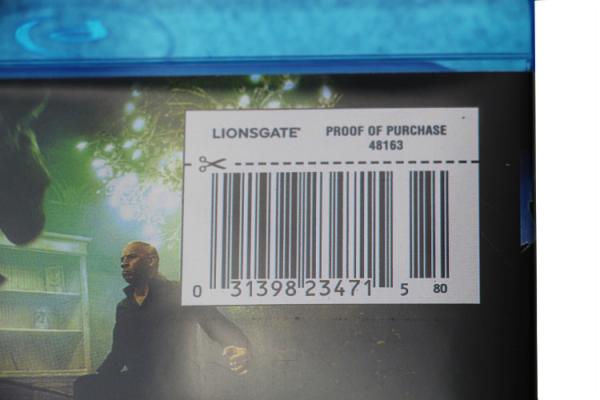 LIONSGATE
PROOF OF PURCHASE
48163
0 31398 23471 5 80